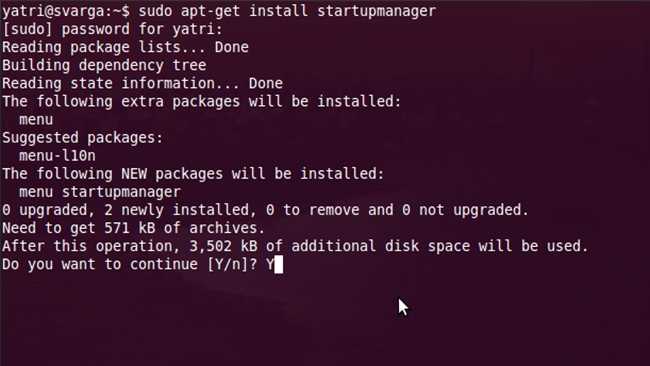 yatri@svarga:~$ sudo apt-get install startupmanager
[sudo] password for yatri:
Reading package lists... Done
Building dependency tree
Reading state information... Done
The following extra packages will be installed:
  menu
Suggested packages:
  menu-l10n
The following NEW packages will be installed:
  menu startupmanager
0 upgraded, 2 newly installed, 0 to remove and 0 not upgraded.
Need to get 571 kB of archives.
After this operation, 3,502 kB of additional disk space will be used.
Do you want to continue [Y/n]? Y